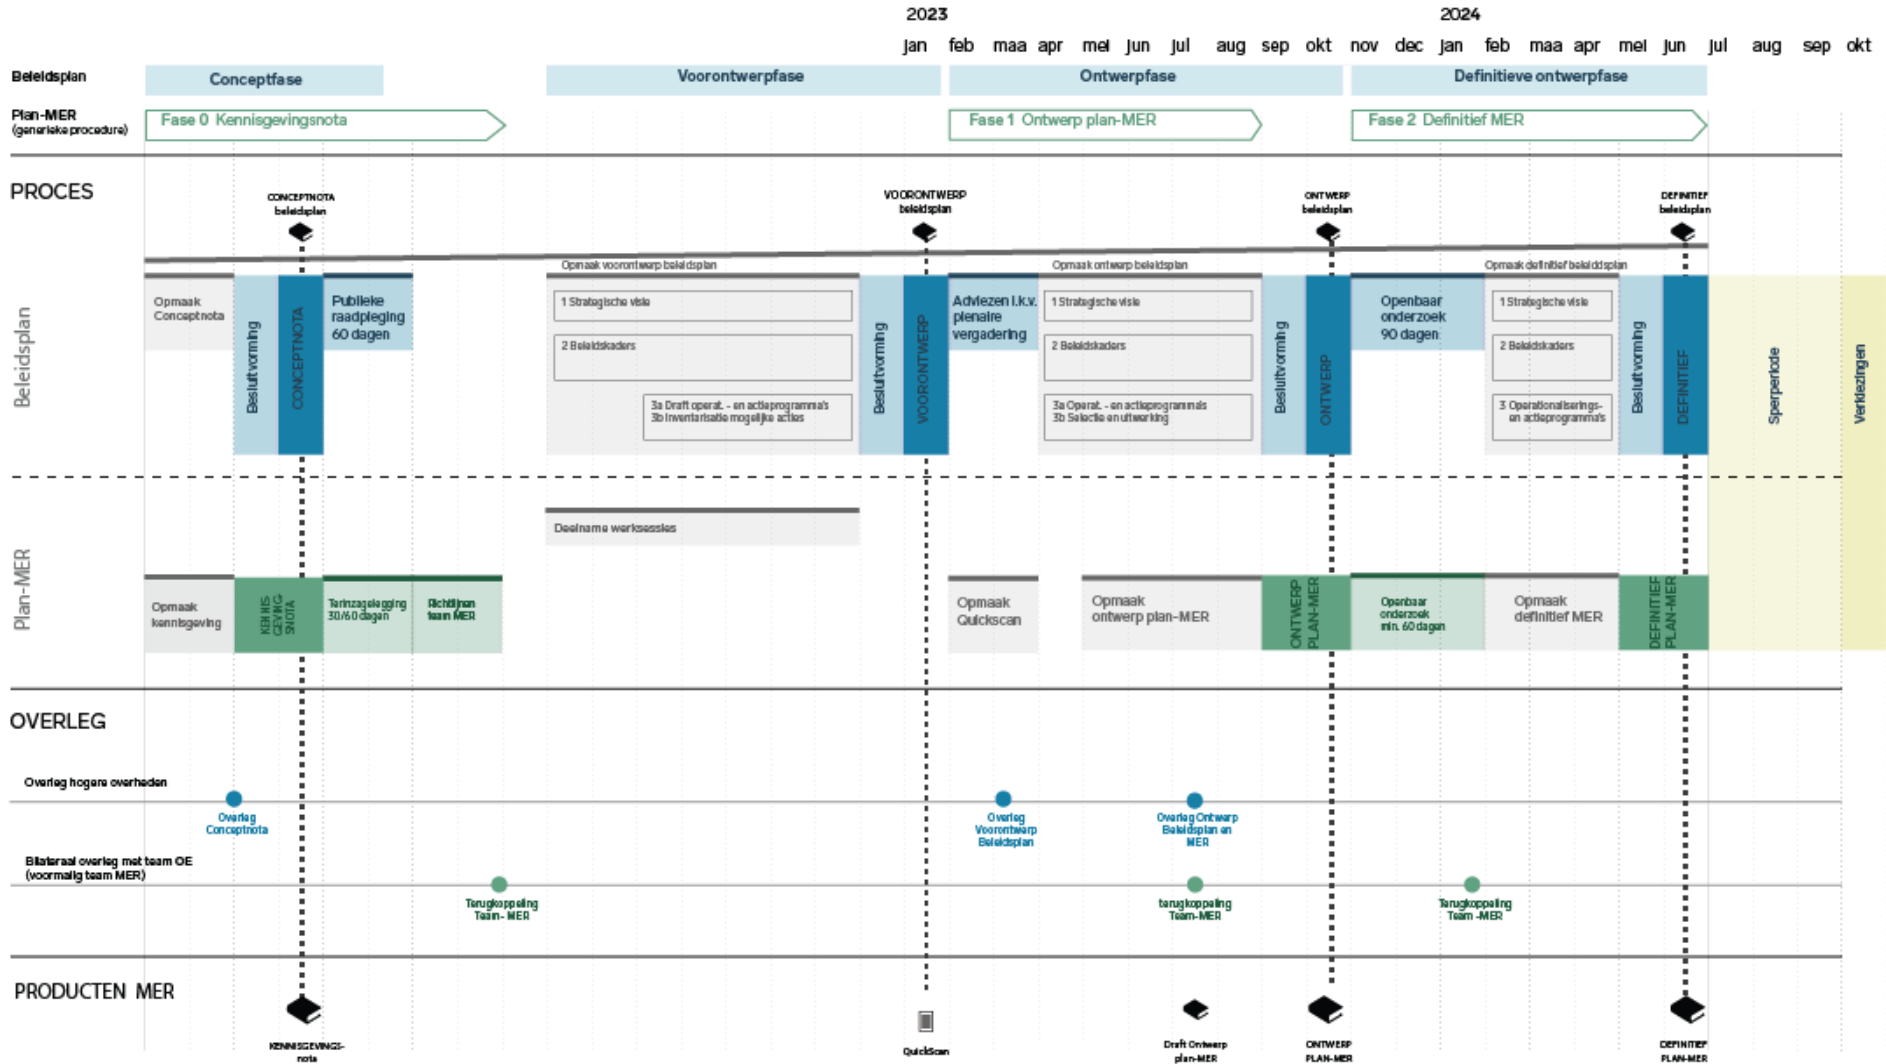 2023
2024
jan feb maa apr mei jun jul aug sep okt nov dec jan feb maa apr mei jun jul aug sep okt
Beleidsplan
Conceptfase
Voorontwerpfase
Ontwerpfase
Definitieve ontwerpfase
Plan-MER
(generieke procedure)
Fase 0 Kennisgevingsnota
Fase 1 Ontwerp plan-MER
Fase 2 Definitief MER
PROCES
CONCEPTNOTA
beleidsplan
VOORONTWERP
beleidsplan
ONTWERP
beleidsplan
DEFINITIEF
beleidsplan
Beleidsplan
Opmaak
Conceptnota
Besluitvorming
CONCEPTNOTA
Publieke
raadpleging
60 dagen
Opmaak voorontwerp beleidsplan
1 Strategische visie
2 Beleidskaders
3a Draft operat. - en actieprogramma's
3b Inventarisatie mogelijke acties
Besluitvorming
VOORONTWERP
Adviezen i.k.v.
plenaire
vergadering
Opmaak ontwerp beleidsplan
1 Strategische visie
2 Beleidskaders
3a Operat. - en actieprogramma's
3b Selectie en uitwerking
Besluitvorming
ONTWERP
Openbaar
onderzoek
90 dagen
Opmaak definitief beleiddsplan
1 Strategische visie
2 Beleidskaders
3 Operationaliserings-
en actieprogramma's
Besluitvorming
DEFINITIEF
Sperperiode
Verkiezingen
Plan-MER
Deelname werksessies
Opmaak
kennisgeving
KENNIS
GEVING-
SNOTA
Terinzagelegging
30/60 dagen
Richtlijnen
team MER
Opmaak
Quickscan
Opmaak
ontwerp plan-MER
ONTWERP
PLAN-MER
Openbaar
onderzoek
min. 60 dagen
Opmaak
definitief MER
DEFINITIEF
PLAN-MER
OVERLEG
Overleg hogere overheden
Overleg
Conceptnota
Overleg
Voorontwerp
Beleidsplan
Overleg Ontwerp
Beleidsplan en
MER
Bilateraal overleg met team OE
(voormalig team MER)
Terugkoppeling
Team- MER
terugkoppeling
Team-MER
Terugkoppeling
Team -MER
PRODUCTEN MER
KENNISGEVINGS-
nota
QuickScan
Draft Ontwerp
plan-MER
ONTWERP
PLAN-MER
DEFINITIEF
PLAN-MER